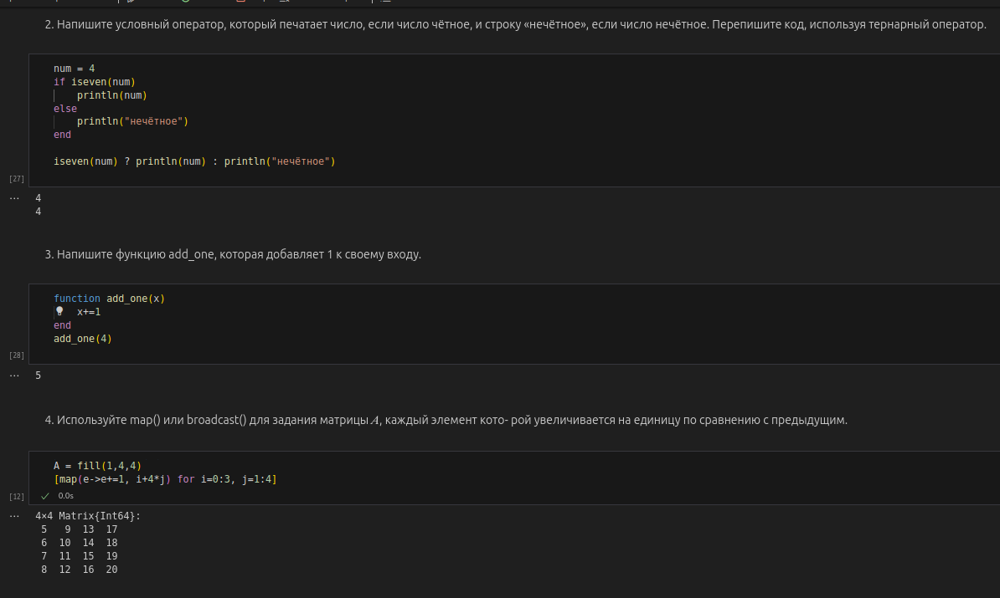 2. Напишите условный оператор, который печатает число, если число чётное, и строку «нечётное», если число нечётное. Перепишите код, используя тернарный оператор.
num = 4
if iseven(num)
    println(num)
else
    println("нечётное")
end
iseven(num) ? println(num) : println("нечётное")
[27]
... 4
4
3. Напишите функцию add_one, которая добавляет 1 к своему входу.
function add_one(x)
    x+=1
end
add_one(4)
[28]
... 5
4. Используйте map() или broadcast() для задания матрицы A, каждый элемент кото- рой увеличивается на единицу по сравнению с предыдущим.
A = fill(1,4,4)
[map(e->e+=1, i+4*j) for i=0:3, j=1:4]
[12] ✓ 0.0s
... 4×4 Matrix{Int64}:
 5   9  13  17
 6  10  14  18
 7  11  15  19
 8  12  16  20